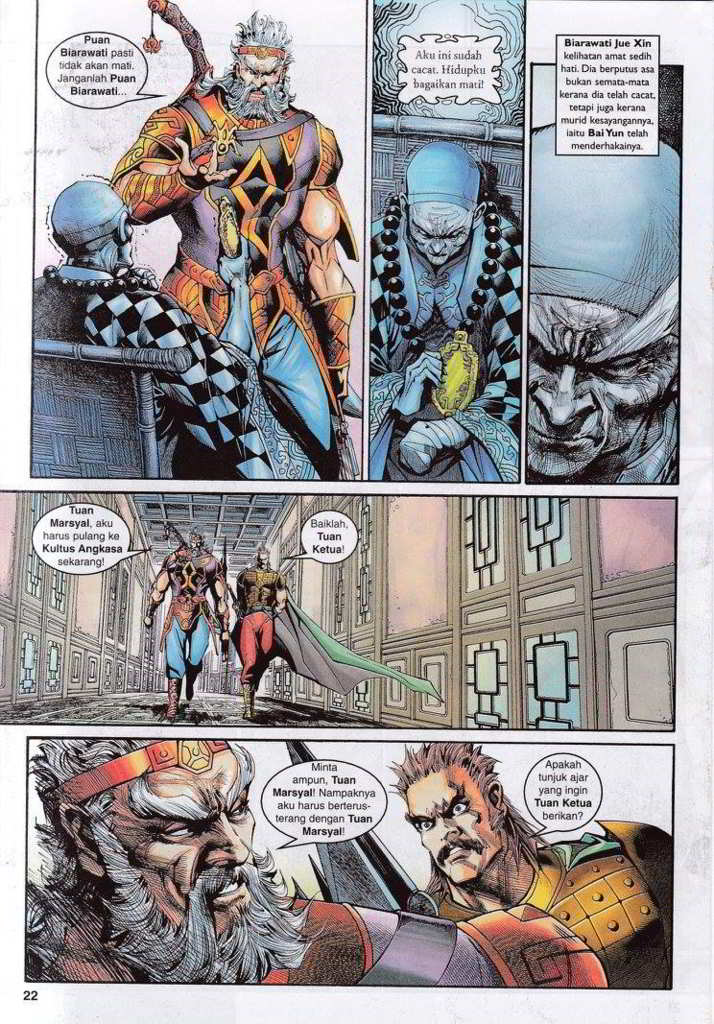 Puan
Biarawati pasti
tidak akan mati.
Janganlah Puan
Biarawati...
Aku ini sudah
cacat. Hidupku
bagaikan mati!
Biarawati Jue Xin
kelihatan amat sedih
hati. Dia berputus asa
bukan semata-mata
kerana dia telah cacat,
tetapi juga kerana
murid kesayangannya,
iaitu Bai Yun telah
menderhakainya.
Tuan
Marsyal, aku
harus pulang ke
Kultus Angkasa
sekarang!
Baiklah,
Tuan
Ketua!
Minta
ampun, Tuan
Marsyal! Nampaknya
aku harus berterus-
terang dengan Tuan
Marsyal!
Apakah
tunjuk ajar
yang ingin
Tuan Ketua
berikan?
22